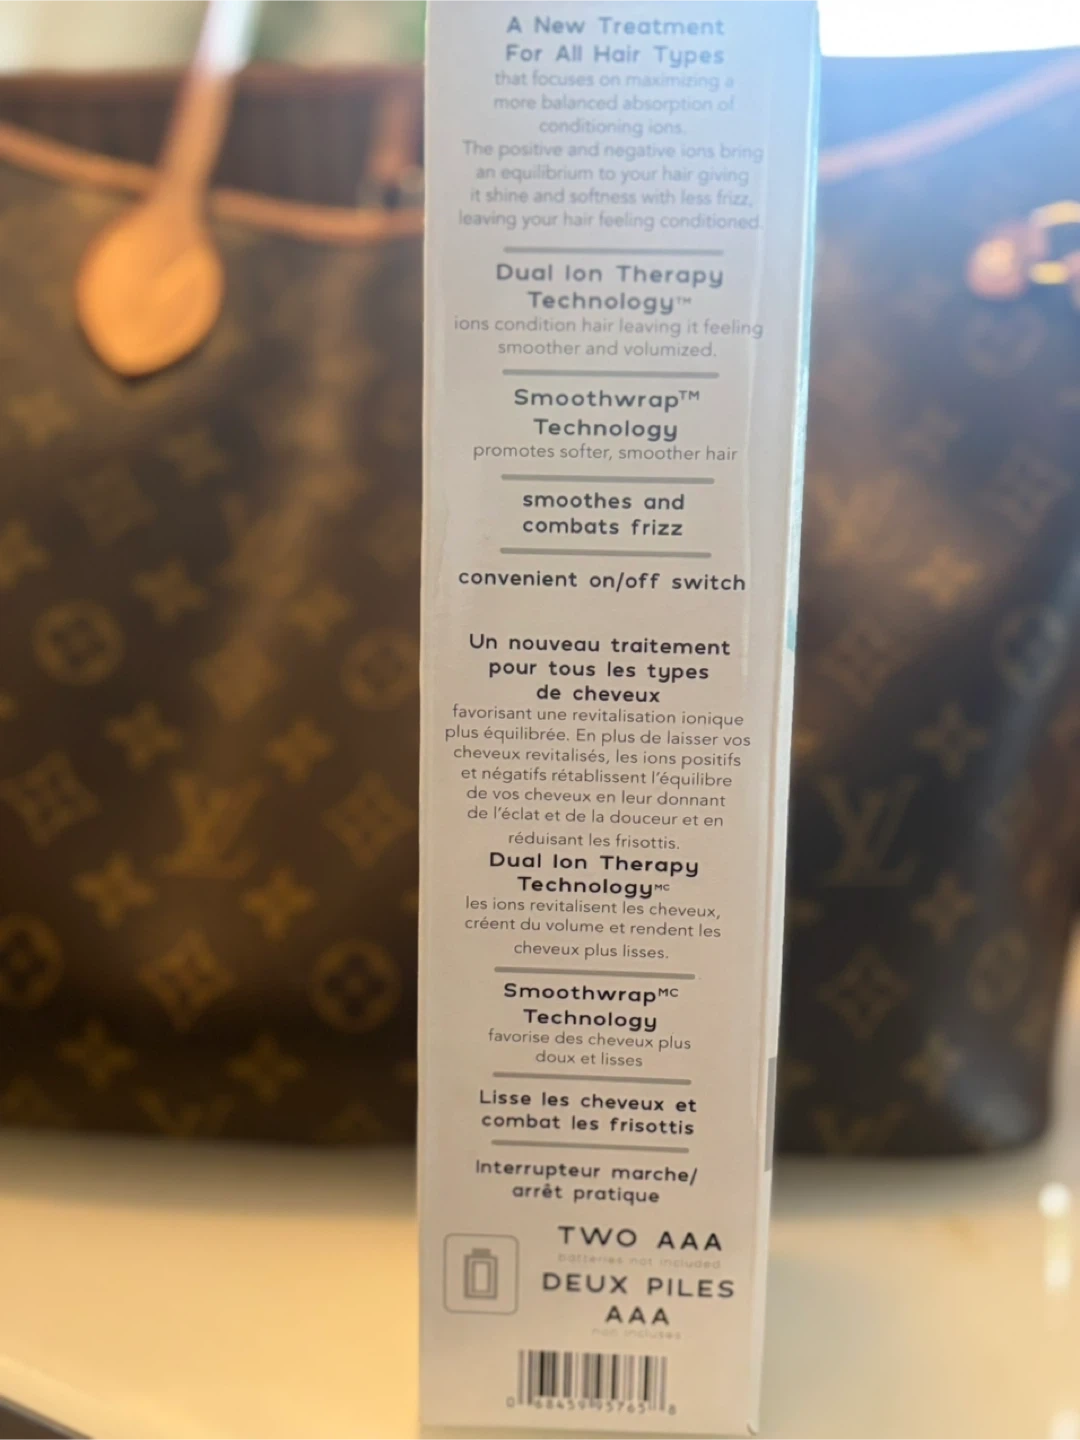 A New Treatment
For All Hair Types
that focuses on maximizing a
more balanced absorption of
conditioning ions.
The positive and negative ions bring
an equilibrium to your hair giving
it shine and softness with less frizz,
leaving your hair feeling conditioned.
Dual Ion Therapy
Technology™
ions condition hair leaving it feeling
smoother and volumized.
Smoothwrap™
Technology
promotes softer, smoother hair
smoothes and
combats frizz
convenient on/off switch
Un nouveau traitement
pour tous les types
de cheveux
favorisant une revitalisation ionique
plus équilibrée. En plus de laisser vos
cheveux revitalisés, les ions positifs
et négatifs rétablissent l'équilibre
de vos cheveux en leur donnant
de l'éclat et de la douceur et en
réduisant les frisottis.
Dual Ion Therapy
Technologyᴹᶜ
les ions revitalisent les cheveux,
créent du volume et rendent les
cheveux plus lisses.
Smoothwrapᴹᶜ
Technology
favorise des cheveux plus
doux et lisses
Lisse les cheveux et
combat les frisottis
Interrupteur marche/
arrêt pratique
TWO AAA
batteries not included
DEUX PILES
AAA
non incluses
0 68459 95765 8